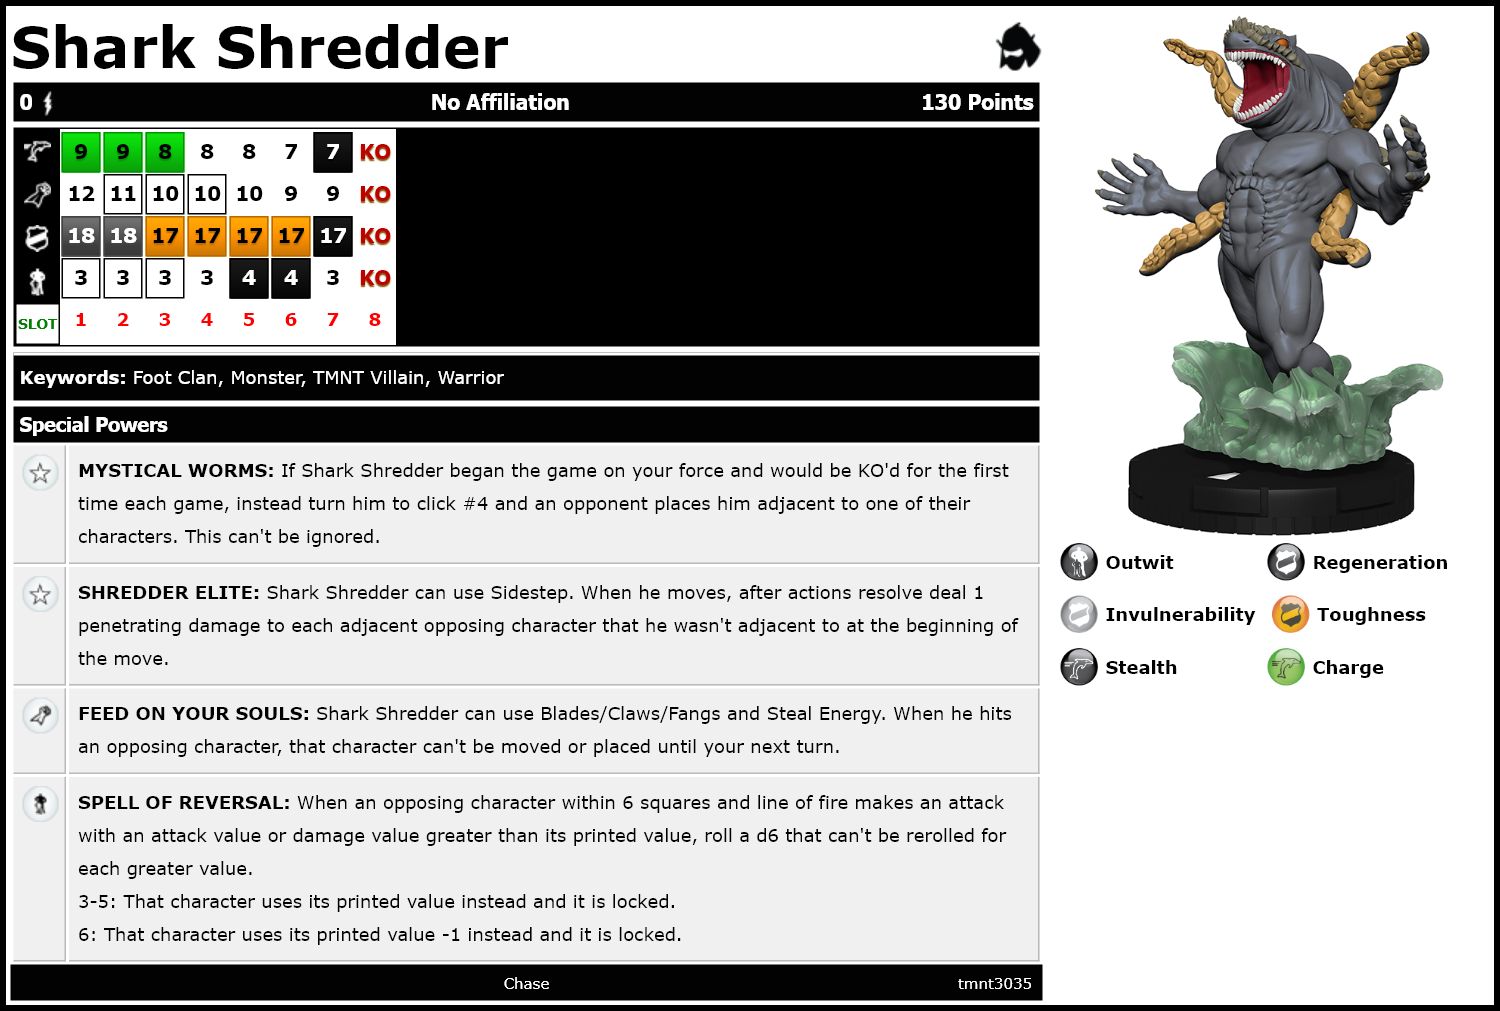 Shark Shredder
0 No Affiliation 130 Points
9 9 8 8 8 7 7 KO
12 11 10 10 10 9 9 KO
18 18 17 17 17 17 17 KO
3 3 3 3 4 4 3 KO
SLOT 1 2 3 4 5 6 7 8
Keywords: Foot Clan, Monster, TMNT Villain, Warrior
Special Powers
MYSTICAL WORMS: If Shark Shredder began the game on your force and would be KO'd for the first
time each game, instead turn him to click #4 and an opponent places him adjacent to one of their
characters. This can't be ignored.
SHREDDER ELITE: Shark Shredder can use Sidestep. When he moves, after actions resolve deal 1
penetrating damage to each adjacent opposing character that he wasn't adjacent to at the beginning of
the move.
FEED ON YOUR SOULS: Shark Shredder can use Blades/Claws/Fangs and Steal Energy. When he hits
an opposing character, that character can't be moved or placed until your next turn.
SPELL OF REVERSAL: When an opposing character within 6 squares and line of fire makes an attack
with an attack value or damage value greater than its printed value, roll a d6 that can't be rerolled for
each greater value.
3-5: That character uses its printed value instead and it is locked.
6: That character uses its printed value -1 instead and it is locked.
Chase tmnt3035
Outwit Regeneration
Invulnerability Toughness
Stealth Charge